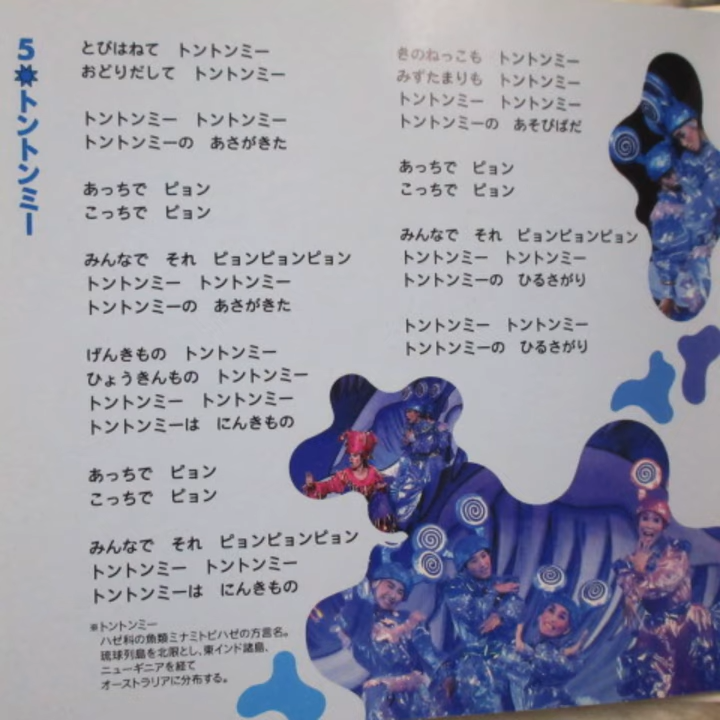 5✹トントンミー
とびはねて　トントンミー
おどりだして　トントンミー
トントンミー　トントンミー
トントンミーの　あさがきた
あっちで　ピョン
こっちで　ピョン
みんなで　それ　ピョンピョンピョン
トントンミー　トントンミー
トントンミーの　あさがきた
げんきもの　トントンミー
ひょうきんもの　トントンミー
トントンミー　トントンミー
トントンミーは　にんきもの
あっちで　ピョン
こっちで　ピョン
みんなで　それ　ピョンピョンピョン
トントンミー　トントンミー
トントンミーは　にんきもの
※トントンミー
ハゼ科の魚類ミナミトビハゼの方言名。
琉球列島を北限とし、東インド諸島、
ニューギニアを経て
オーストラリアに分布する。
きのねっこも　トントンミー
みずたまりも　トントンミー
トントンミー　トントンミー
トントンミーの　あそびばだ
あっちで　ピョン
こっちで　ピョン
みんなで　それ　ピョンピョンピョン
トントンミー　トントンミー
トントンミーの　ひるさがり
トントンミー　トントンミー
トントンミーの　ひるさがり